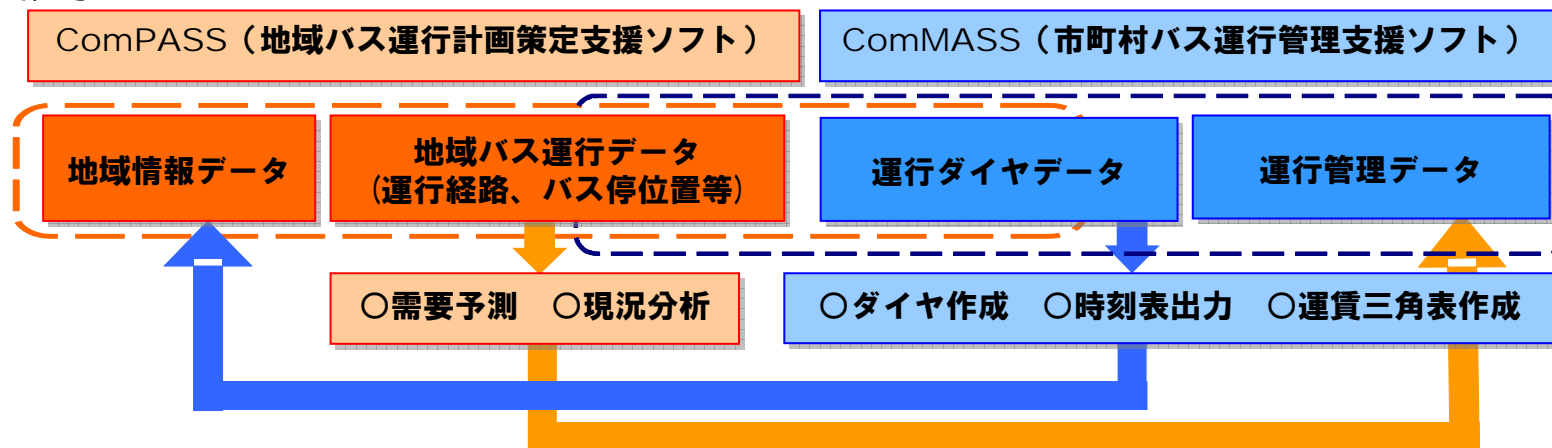 ComPASS（地域バス運行計画策定支援ソフト）
ComMASS（市町村バス運行管理支援ソフト）
地域情報データ
地域バス運行データ
(運行経路、バス停位置等)
運行ダイヤデータ
運行管理データ
○需要予測　○現況分析
○ダイヤ作成　○時刻表出力　○運賃三角表作成